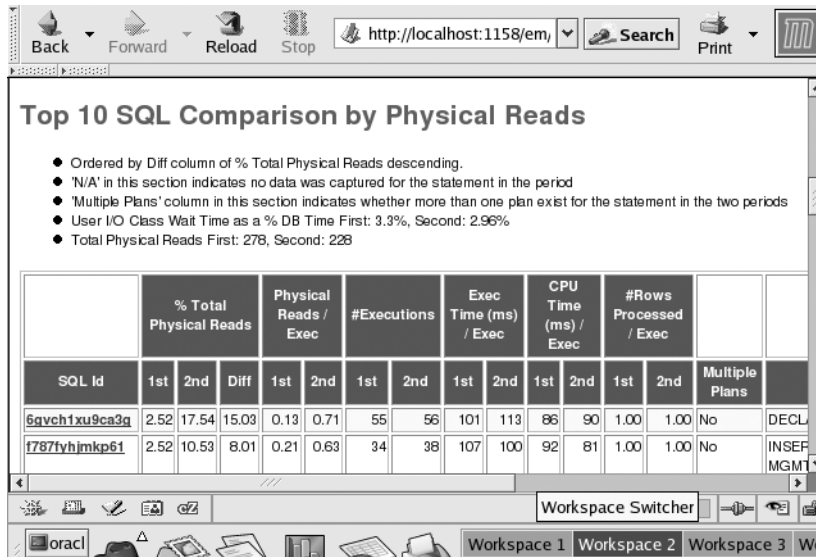 Back Forward Reload Stop http://localhost:1158/em/ Search Print
Top 10 SQL Comparison by Physical Reads
Ordered by Diff column of % Total Physical Reads descending.
'N/A' in this section indicates no data was captured for the statement in the period
'Multiple Plans' column in this section indicates whether more than one plan exist for the statement in the two periods
User I/O Class Wait Time as a % DB Time First: 3.3%, Second: 2.96%
Total Physical Reads First: 278, Second: 228
% Total Physical Reads Physical Reads / Exec #Executions Exec Time (ms) / Exec CPU Time (ms) / Exec #Rows Processed / Exec
SQL Id 1st 2nd Diff 1st 2nd 1st 2nd 1st 2nd 1st 2nd 1st 2nd Multiple Plans
6gvch1xu9ca3g 2.52 17.54 15.03 0.13 0.71 55 56 101 113 86 90 1.00 1.00 No DECL
f787fyhjmkp61 2.52 10.53 8.01 0.21 0.63 34 38 107 100 92 81 1.00 1.00 No INSER
MGMT
Workspace Switcher
oracl Workspace 1 Workspace 2 Workspace 3 Wo